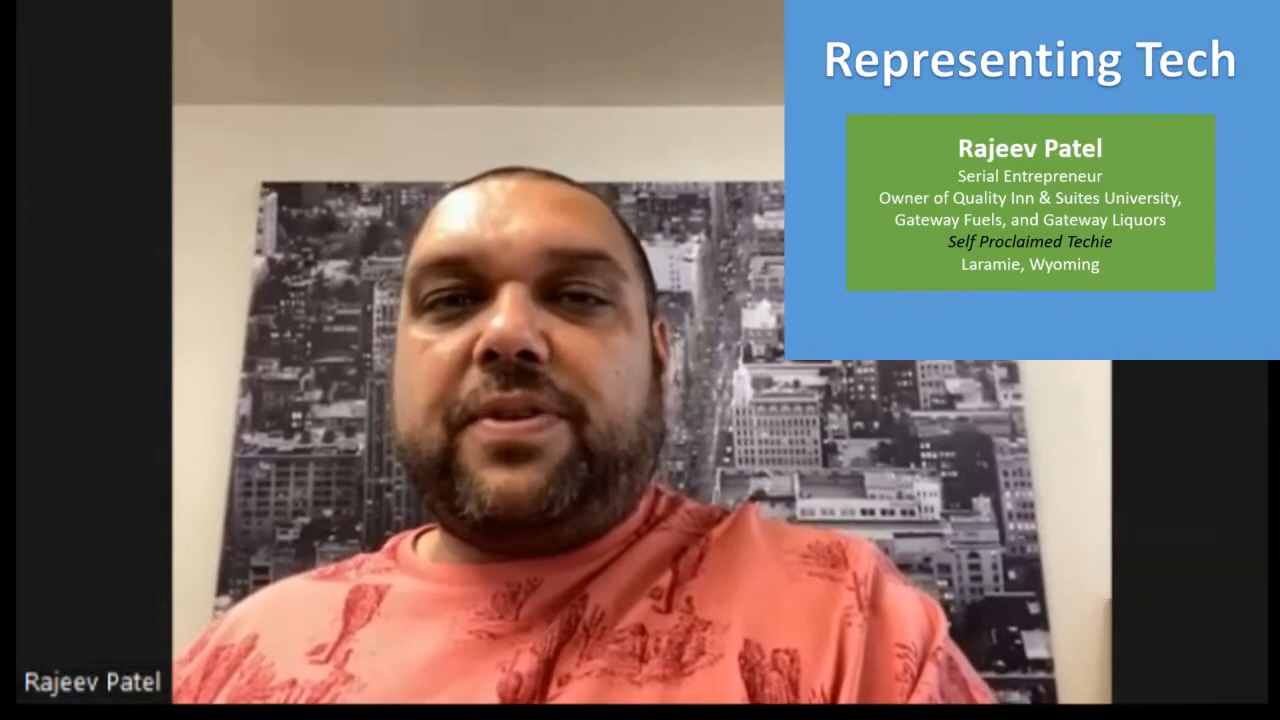 Representing Tech
Rajeev Patel
Serial Entrepreneur
Owner of Quality Inn & Suites University,
Gateway Fuels, and Gateway Liquors
Self Proclaimed Techie
Laramie, Wyoming
Rajeev Patel